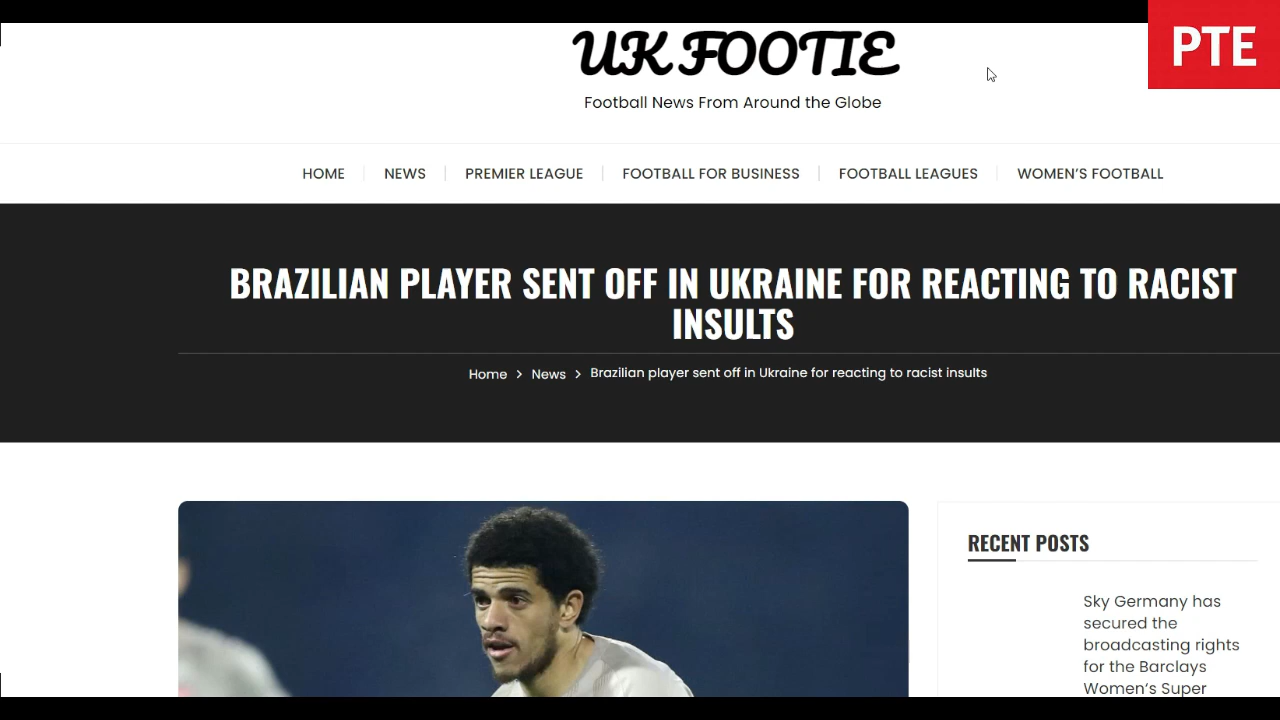 UK FOOTIE
PTE
Football News From Around the Globe
HOME NEWS PREMIER LEAGUE FOOTBALL FOR BUSINESS FOOTBALL LEAGUES WOMEN'S FOOTBALL
BRAZILIAN PLAYER SENT OFF IN UKRAINE FOR REACTING TO RACIST
INSULTS
Home > News > Brazilian player sent off in Ukraine for reacting to racist insults
RECENT POSTS
Sky Germany has
secured the
broadcasting rights
for the Barclays
Women's Super